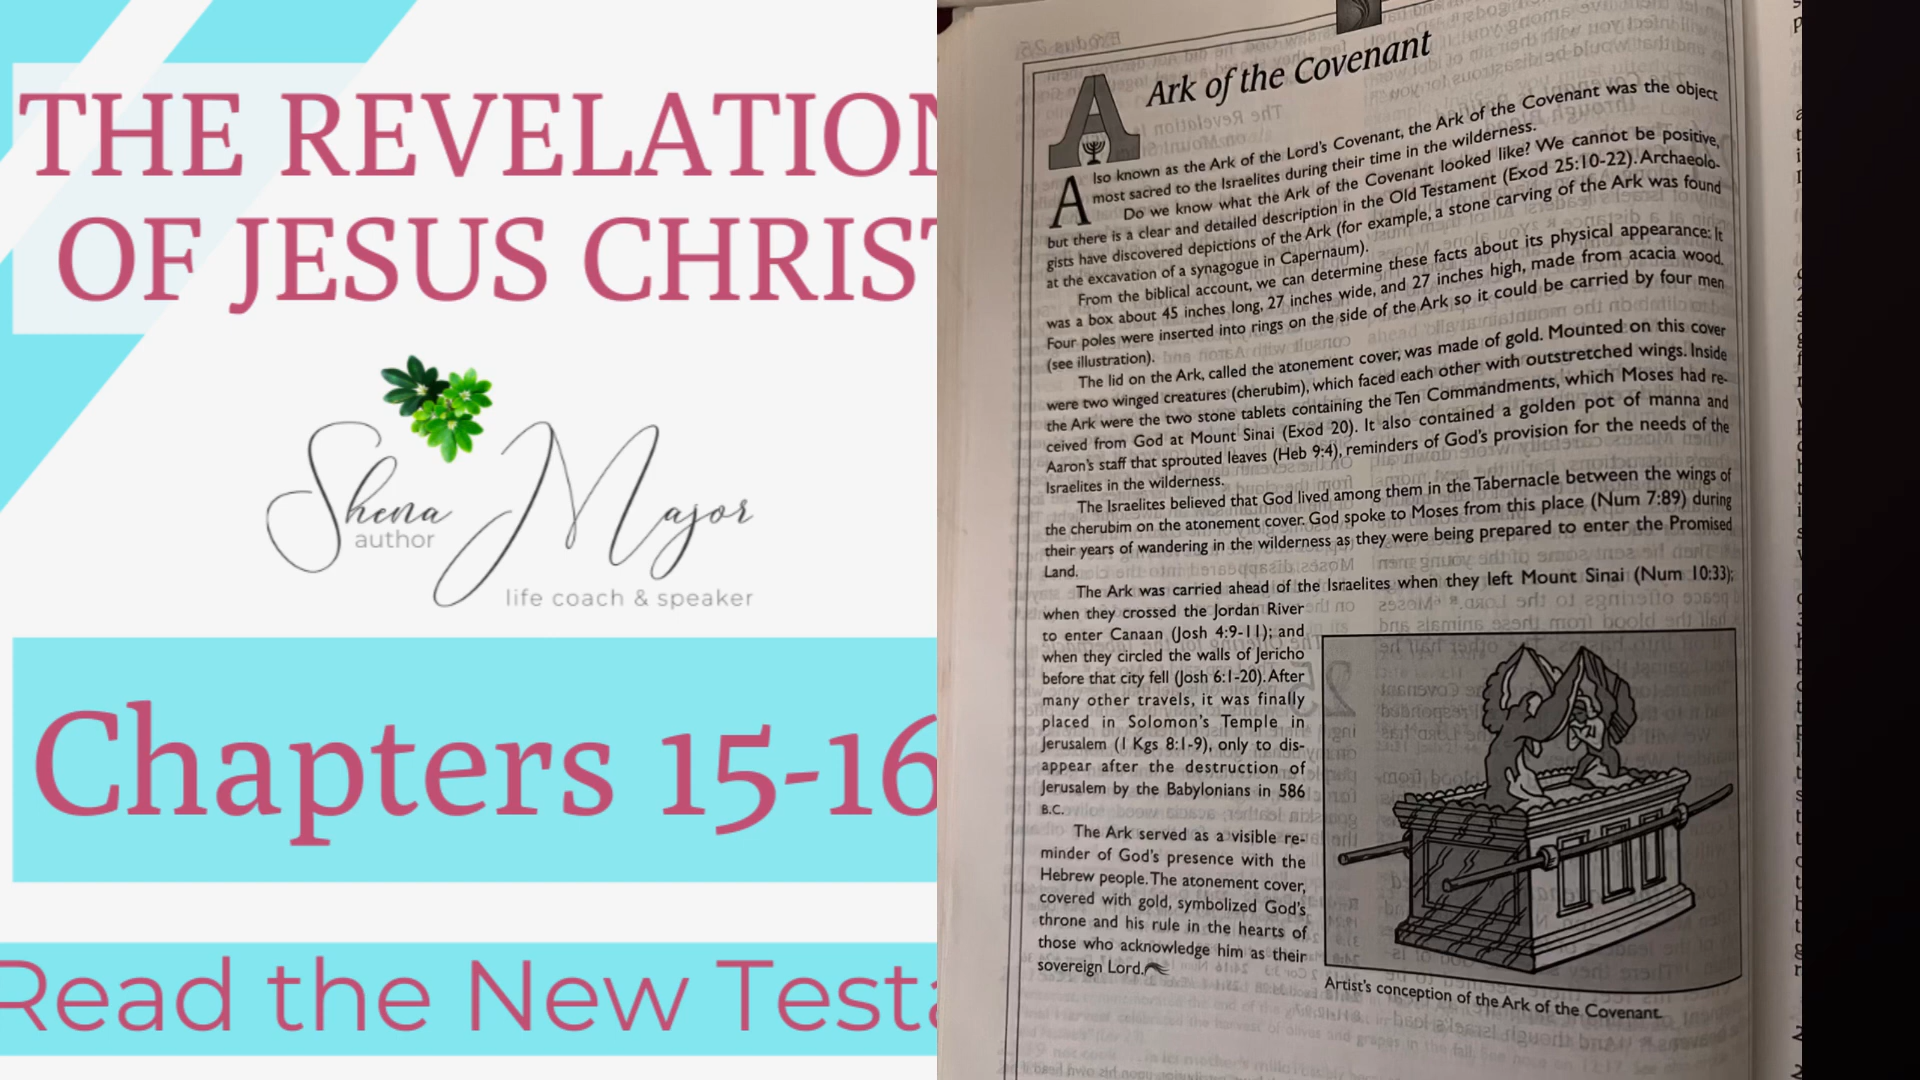 THE REVELATION
OF JESUS CHRIST
Shena Major
author
life coach & speaker
Chapters 15-16
Read the New Testa
Ark of the Covenant
Also known as the Ark of the Lord's Covenant, the Ark of the Covenant was the object
most sacred to the Israelites during their time in the wilderness.
Do we know what the Ark of the Covenant looked like? We cannot be positive,
but there is a clear and detailed description in the Old Testament (Exod 25:10-22). Archaeolo-
gists have discovered depictions of the Ark (for example, a stone carving of the Ark was found
at the excavation of a synagogue in Capernaum).
From the biblical account, we can determine these facts about its physical appearance: It
was a box about 45 inches long, 27 inches wide, and 27 inches high, made from acacia wood.
Four poles were inserted into rings on the side of the Ark so it could be carried by four men
(see illustration).
The lid on the Ark, called the atonement cover, was made of gold. Mounted on this cover
were two winged creatures (cherubim), which faced each other with outstretched wings. Inside
the Ark were the two stone tablets containing the Ten Commandments, which Moses had re-
ceived from God at Mount Sinai (Exod 20). It also contained a golden pot of manna and
Aaron's staff that sprouted leaves (Heb 9:4), reminders of God's provision for the needs of the
Israelites in the wilderness.
The Israelites believed that God lived among them in the Tabernacle between the wings of
the cherubim on the atonement cover. God spoke to Moses from this place (Num 7:89) during
their years of wandering in the wilderness as they were being prepared to enter the Promised
Land.
The Ark was carried ahead of the Israelites when they left Mount Sinai (Num 10:33);
when they crossed the Jordan River
to enter Canaan (Josh 4:9-11); and
when they circled the walls of Jericho
before that city fell (Josh 6:1-20). After
many other travels, it was finally
placed in Solomon's Temple in
Jerusalem (1 Kgs 8:1-9), only to dis-
appear after the destruction of
Jerusalem by the Babylonians in 586
B.C.
The Ark served as a visible re-
minder of God's presence with the
Hebrew people. The atonement cover,
covered with gold, symbolized God's
throne and his rule in the hearts of
those who acknowledge him as their
sovereign Lord.
Artist's conception of the Ark of the Covenant.